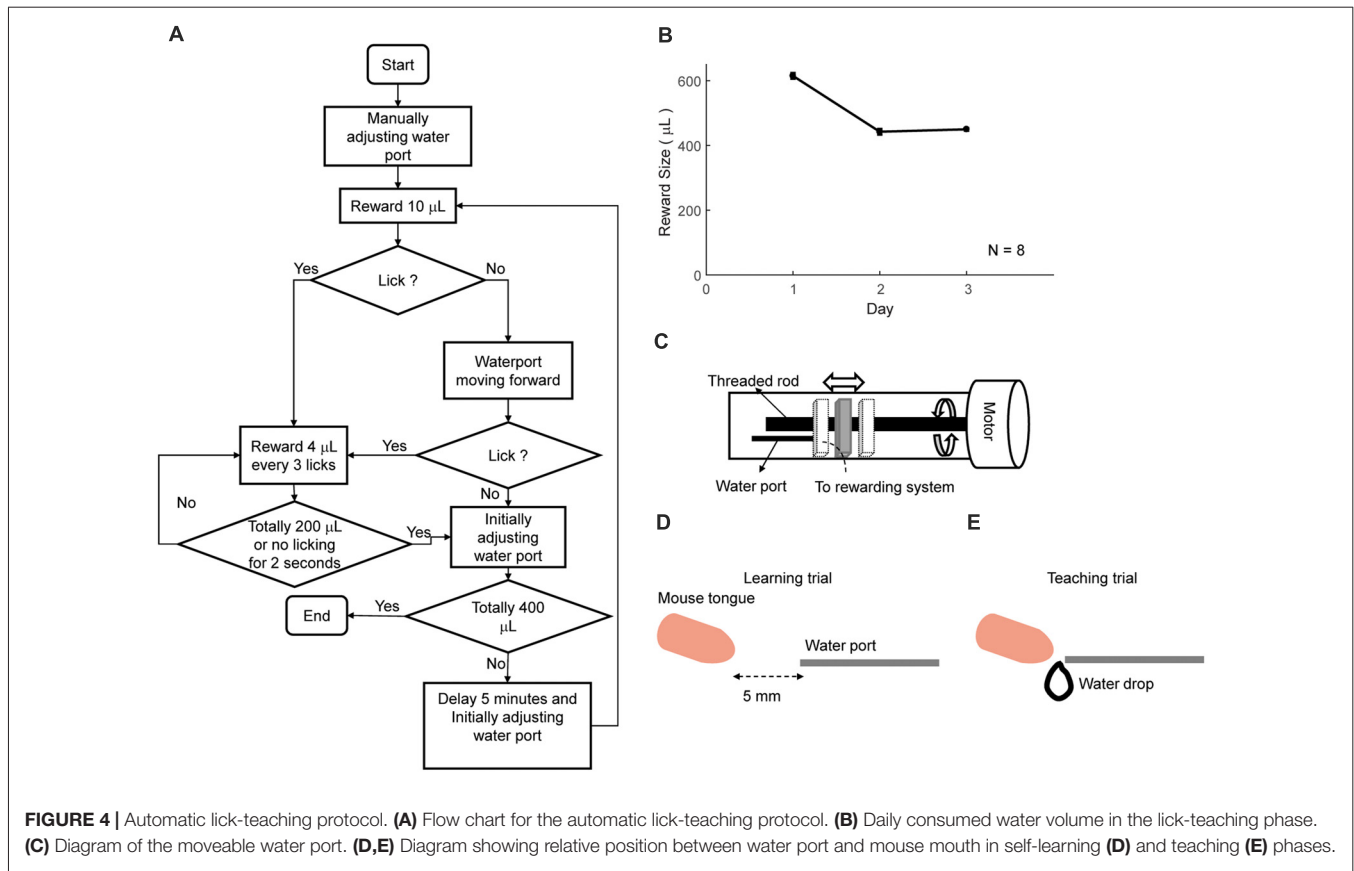 A
Start
Manually
adjusting water
port
Reward 10 μL
Lick ?
Yes
No
Waterport
moving forward
Lick ?
Yes
No
Reward 4 μL
every 3 licks
Totally 200 μL
or no licking
for 2 seconds
No
Yes
Initially
adjusting
water port
Totally 400
μL
Yes
End
No
Delay 5 minutes and
Initially adjusting
water port
B
Reward Size ( μL )
600
400
200
0
0
1
2
3
Day
N = 8
C
Threaded rod
Water port
To rewarding system
Motor
D
Learning trial
Mouse tongue
Water port
5 mm
E
Teaching trial
Water drop
FIGURE 4 | Automatic lick-teaching protocol. (A) Flow chart for the automatic lick-teaching protocol. (B) Daily consumed water volume in the lick-teaching phase.
(C) Diagram of the moveable water port. (D,E) Diagram showing relative position between water port and mouse mouth in self-learning (D) and teaching (E) phases.